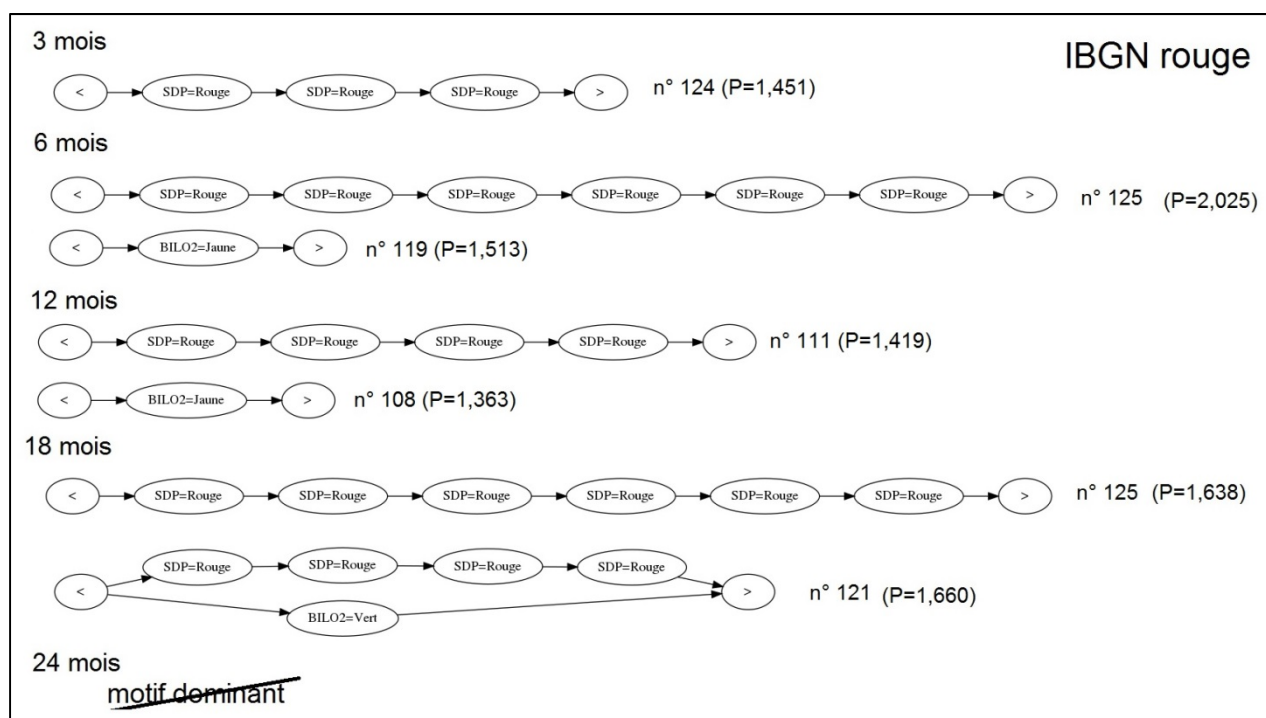 3 mois
IBGN rouge
< SDP=Rouge SDP=Rouge SDP=Rouge > n° 124 (P=1,451)
6 mois
< SDP=Rouge SDP=Rouge SDP=Rouge SDP=Rouge SDP=Rouge SDP=Rouge > n° 125 (P=2,025)
< BILO2=Jaune > n° 119 (P=1,513)
12 mois
< SDP=Rouge SDP=Rouge SDP=Rouge SDP=Rouge > n° 111 (P=1,419)
< BILO2=Jaune > n° 108 (P=1,363)
18 mois
< SDP=Rouge SDP=Rouge SDP=Rouge SDP=Rouge SDP=Rouge SDP=Rouge > n° 125 (P=1,638)
SDP=Rouge SDP=Rouge SDP=Rouge SDP=Rouge
< > n° 121 (P=1,660)
BILO2=Vert
24 mois
motif dominant